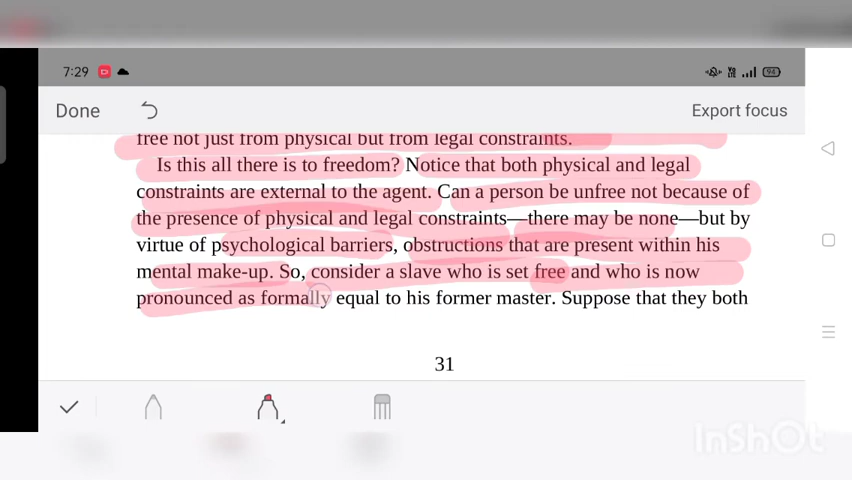 7:29
94
Done
Export focus
free not just from physical but from legal constraints.
Is this all there is to freedom? Notice that both physical and legal
constraints are external to the agent. Can a person be unfree not because of
the presence of physical and legal constraints—there may be none—but by
virtue of psychological barriers, obstructions that are present within his
mental make-up. So, consider a slave who is set free and who is now
pronounced as formally equal to his former master. Suppose that they both
31
InShOt